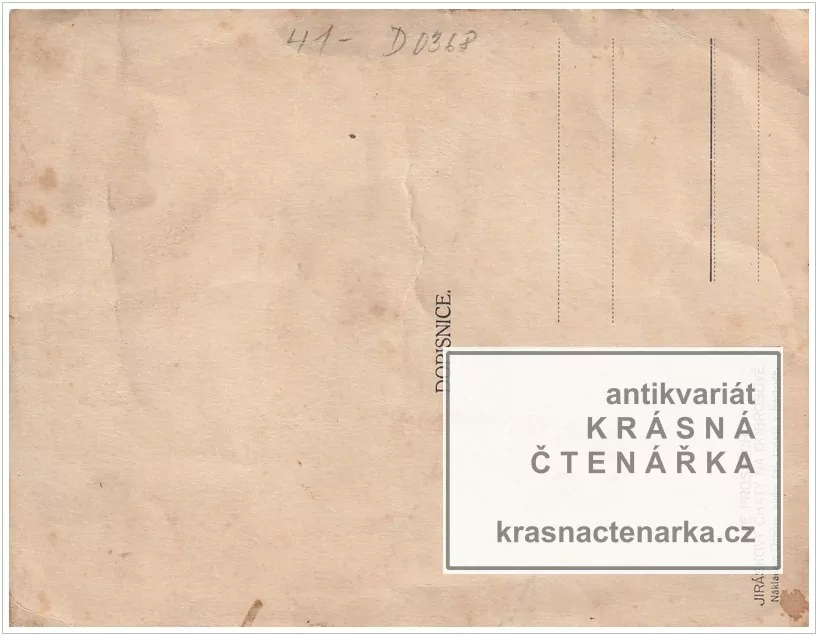 41- D0368
DOPISNICE.
antikvariát
KRÁSNÁ
ČTENÁŘKA
krasnactenarka.cz